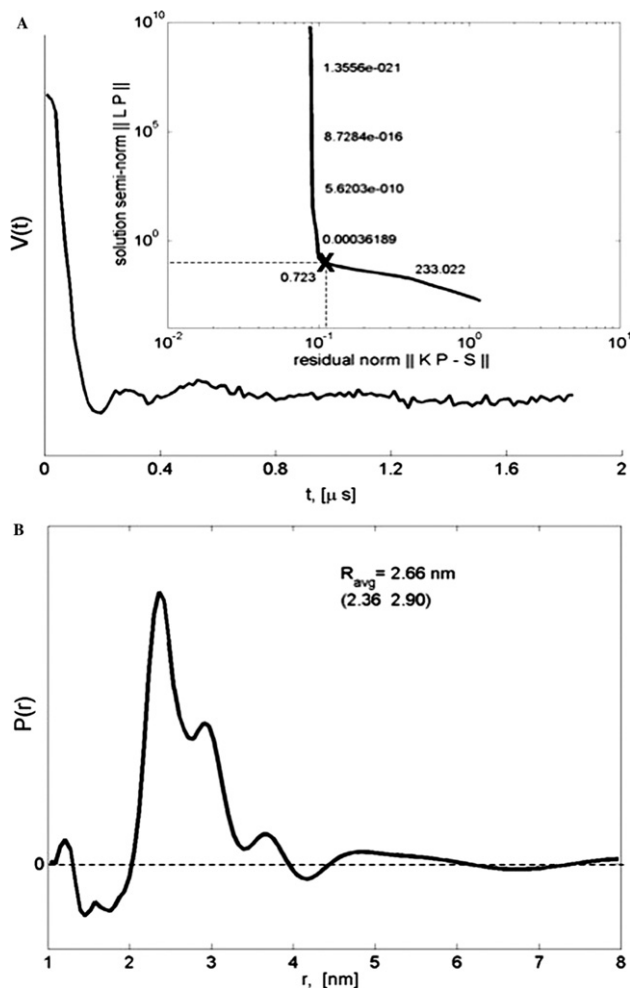 A
V(t)
solution semi-norm || L P ||
10^10
10^5
10^0
1.3556e-021
8.7284e-016
5.6203e-010
0.00036189
X
0.723
233.022
10^-2
10^-1
10^0
10^1
residual norm || K P - S ||
0
0.4
0.8
1.2
1.6
2
t, [μ s]
B
R_avg = 2.66 nm
(2.36 2.90)
P(r)
0
1
2
3
4
5
6
7
8
r, [nm]